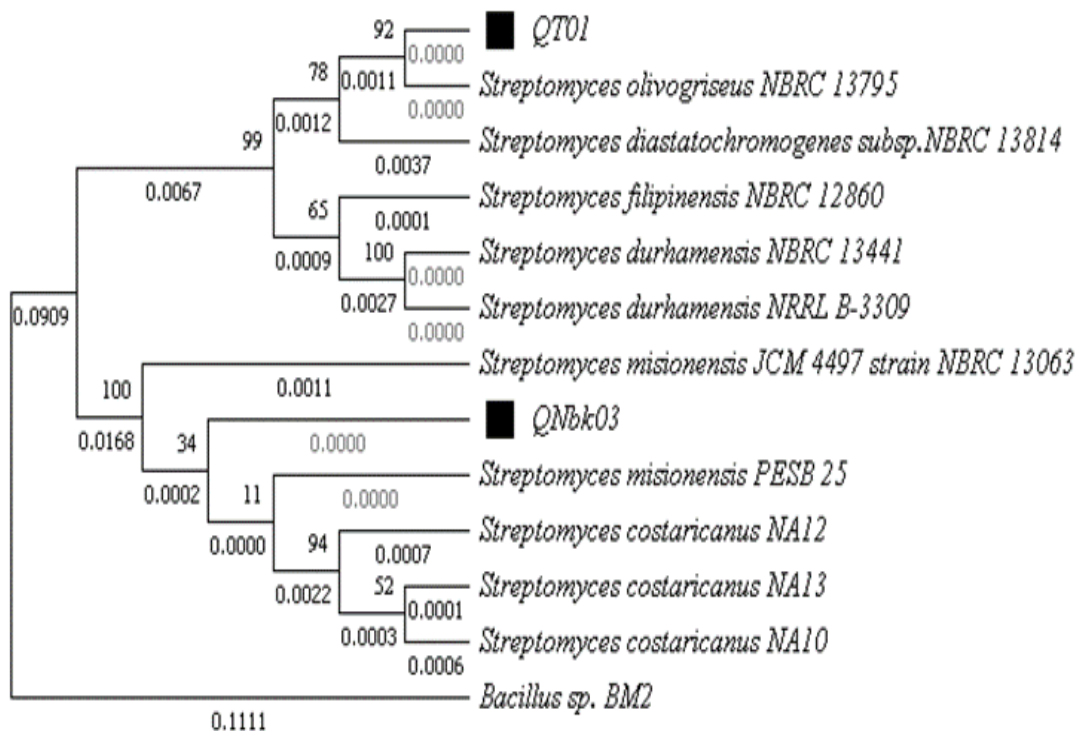 92
QT01
0.0000
78
0.0011
Streptomyces olivogriseus NBRC 13795
0.0000
0.0012
99
Streptomyces diastatochromogenes subsp.NBRC 13814
0.0037
0.0067
Streptomyces filipinensis NBRC 12860
65
0.0001
0.0009
100
Streptomyces durhamensis NBRC 13441
0.0000
0.0027
Streptomyces durhamensis NRRL B-3309
0.0000
0.0909
Streptomyces misionensis JCM 4497 strain NBRC 13063
100
0.0011
QNbk03
0.0168
34
0.0000
Streptomyces misionensis PESB 25
0.0002
11
0.0000
Streptomyces costaricanus NA12
0.0000
94
0.0007
Streptomyces costaricanus NA13
0.0022
52
0.0001
0.0003
Streptomyces costaricanus NA10
0.0006
Bacillus sp. BM2
0.1111